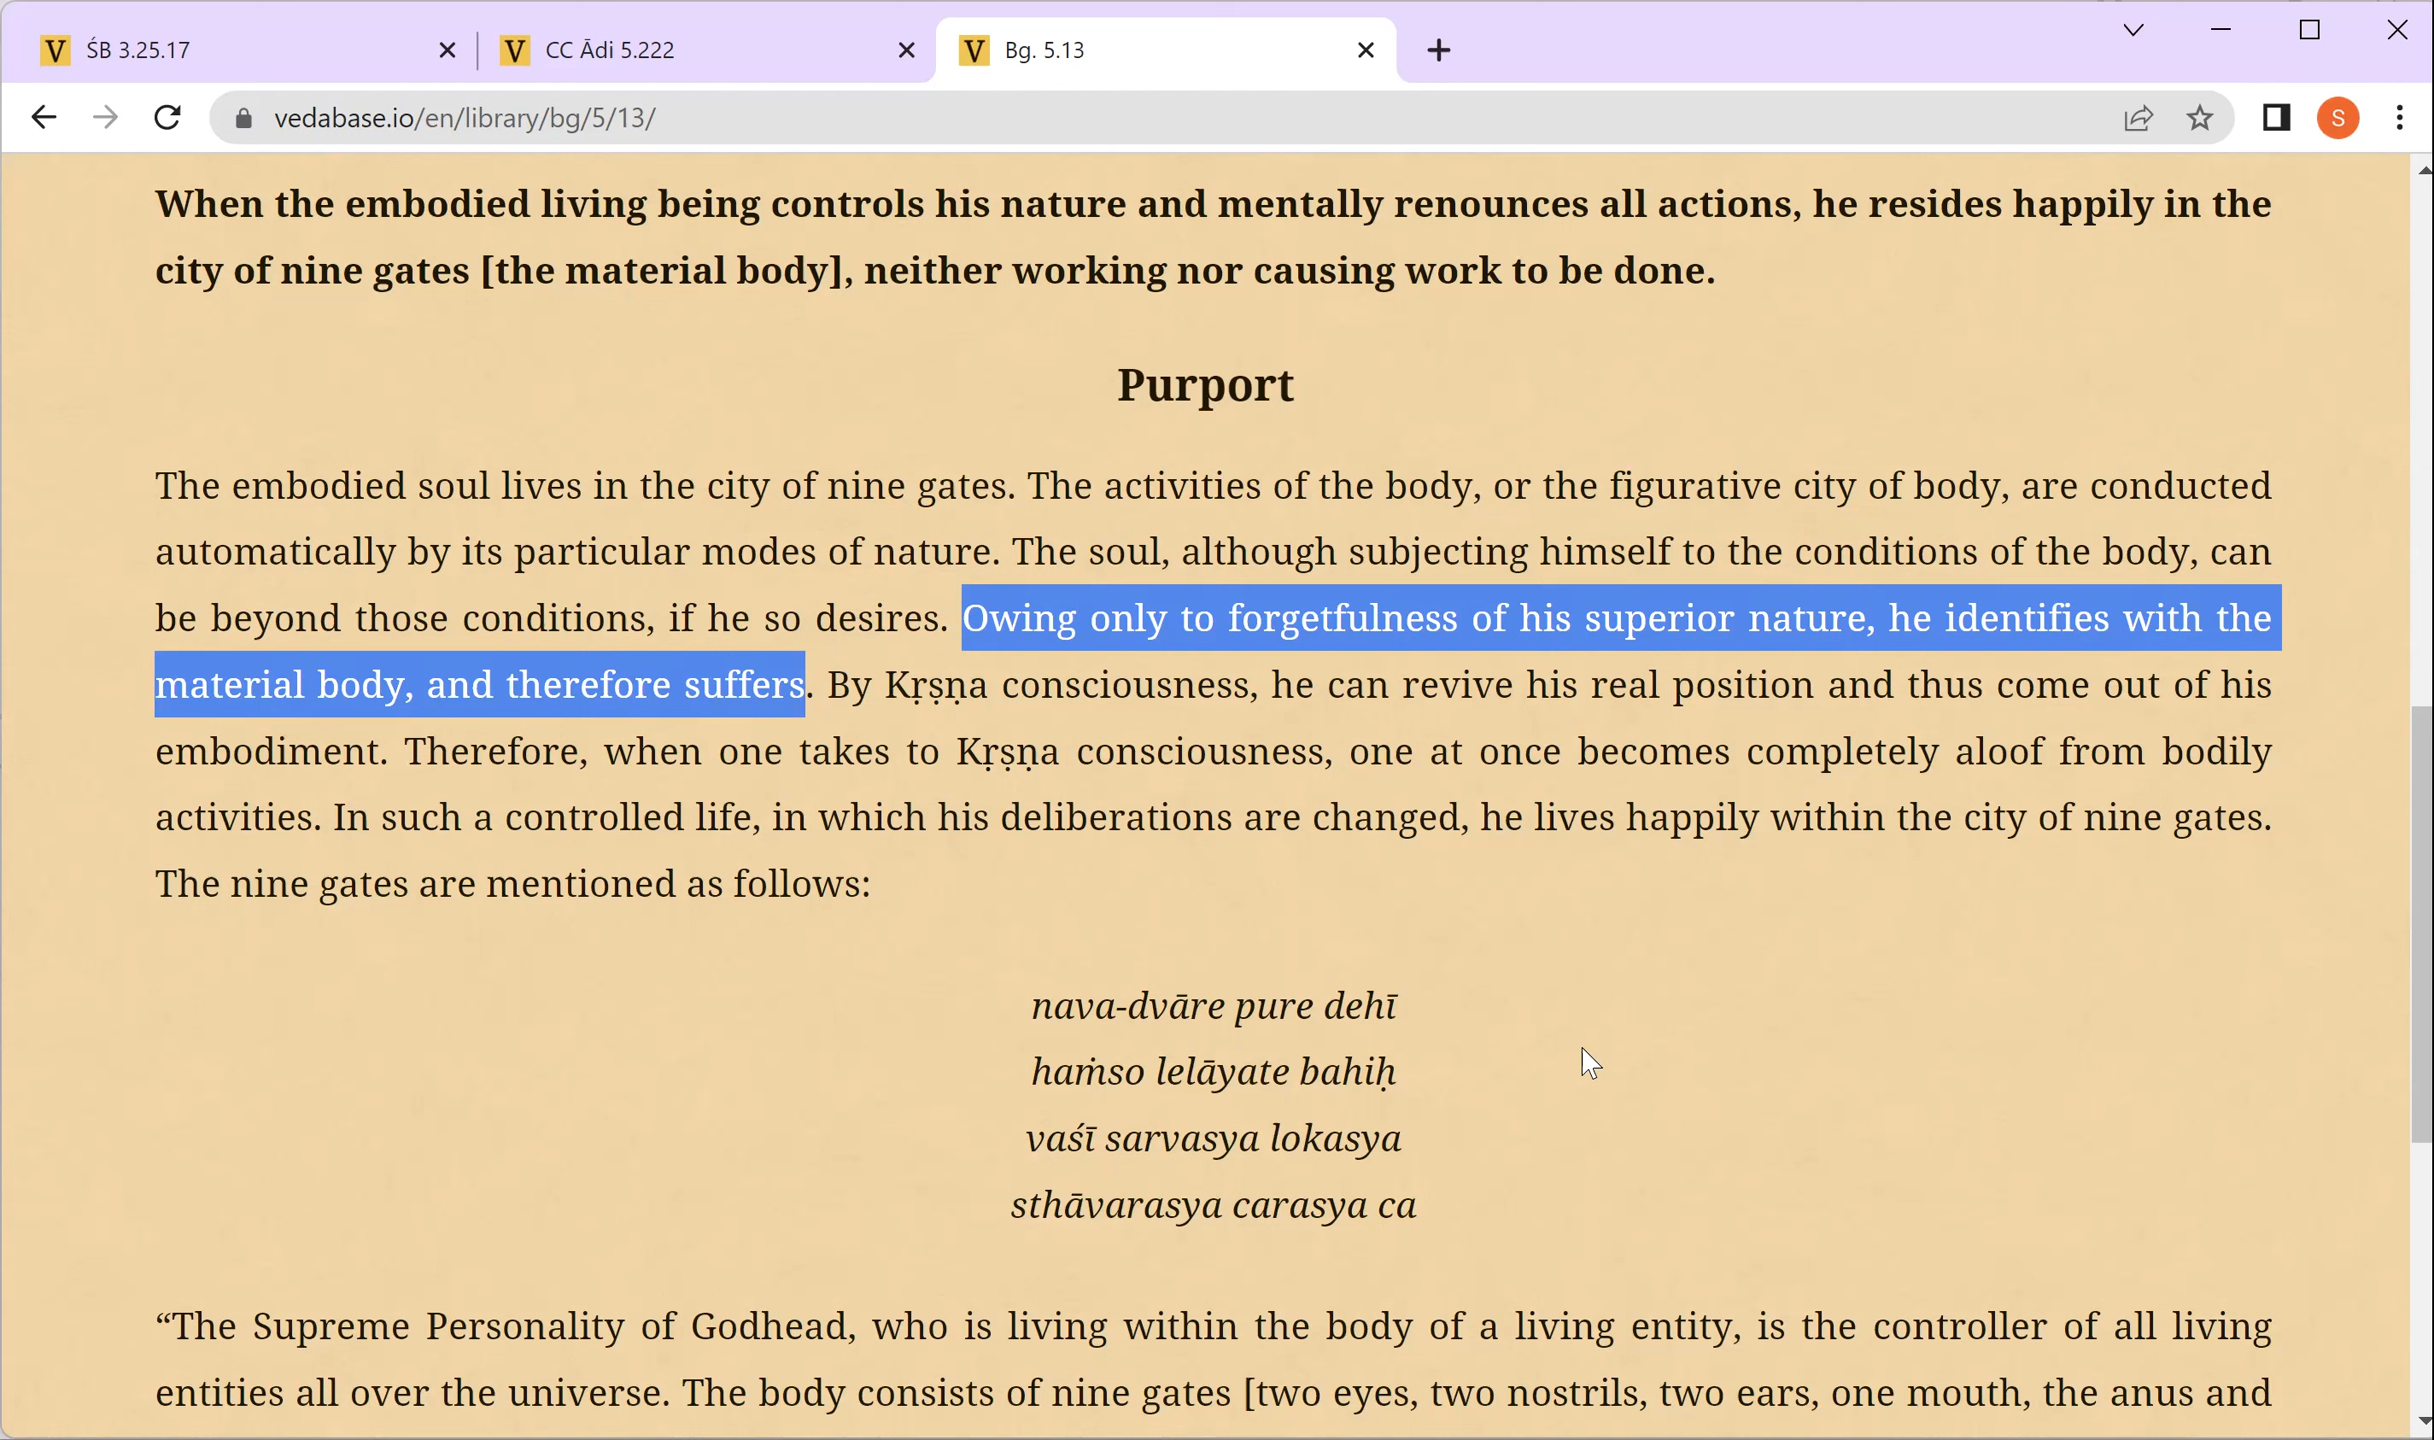 ŚB 3.25.17
CC Ādi 5.222
Bg. 5.13
vedabase.io/en/library/bg/5/13/
S
When the embodied living being controls his nature and mentally renounces all actions, he resides happily in the
city of nine gates [the material body], neither working nor causing work to be done.
Purport
The embodied soul lives in the city of nine gates. The activities of the body, or the figurative city of body, are conducted
automatically by its particular modes of nature. The soul, although subjecting himself to the conditions of the body, can
be beyond those conditions, if he so desires. Owing only to forgetfulness of his superior nature, he identifies with the
material body, and therefore suffers. By Kṛṣṇa consciousness, he can revive his real position and thus come out of his
embodiment. Therefore, when one takes to Kṛṣṇa consciousness, one at once becomes completely aloof from bodily
activities. In such a controlled life, in which his deliberations are changed, he lives happily within the city of nine gates.
The nine gates are mentioned as follows:
nava-dvāre pure dehī
haṁso lelāyate bahiḥ
vaśī sarvasya lokasya
sthāvarasya carasya ca
“The Supreme Personality of Godhead, who is living within the body of a living entity, is the controller of all living
entities all over the universe. The body consists of nine gates [two eyes, two nostrils, two ears, one mouth, the anus and